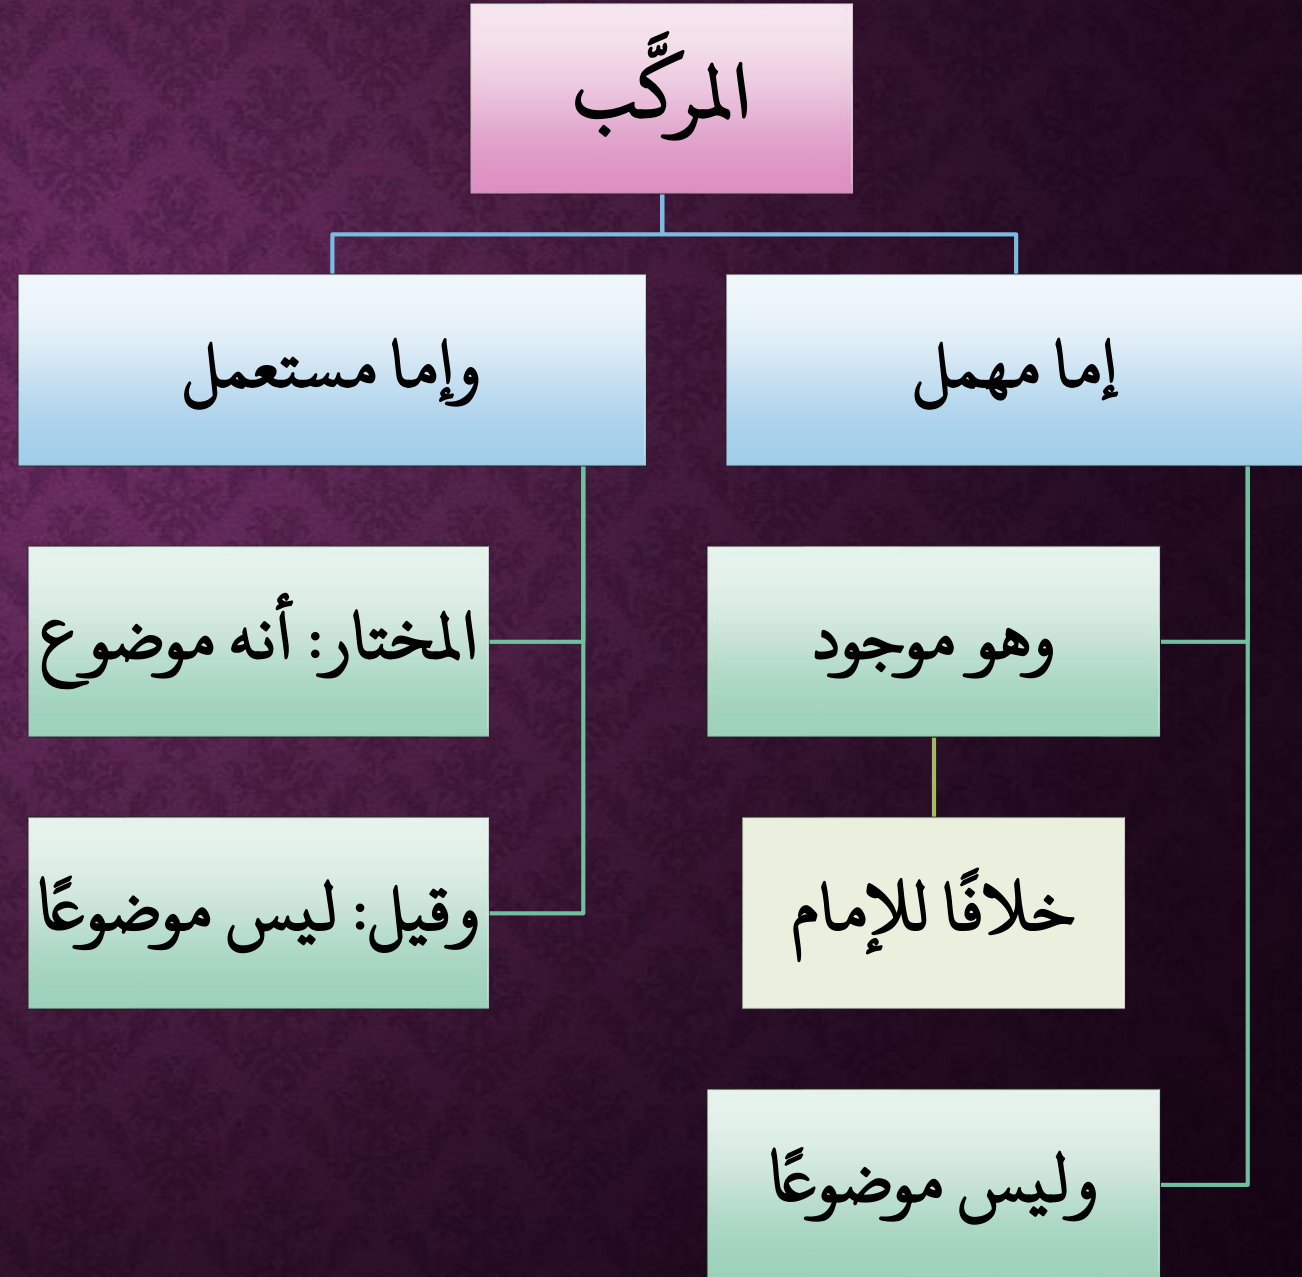 المركَّب
إما مهمل
وإما مستعمل
وهو موجود
المختار: أنه موضوع
خلافًا للإمام
وقيل: ليس موضوعًا
وليس موضوعًا